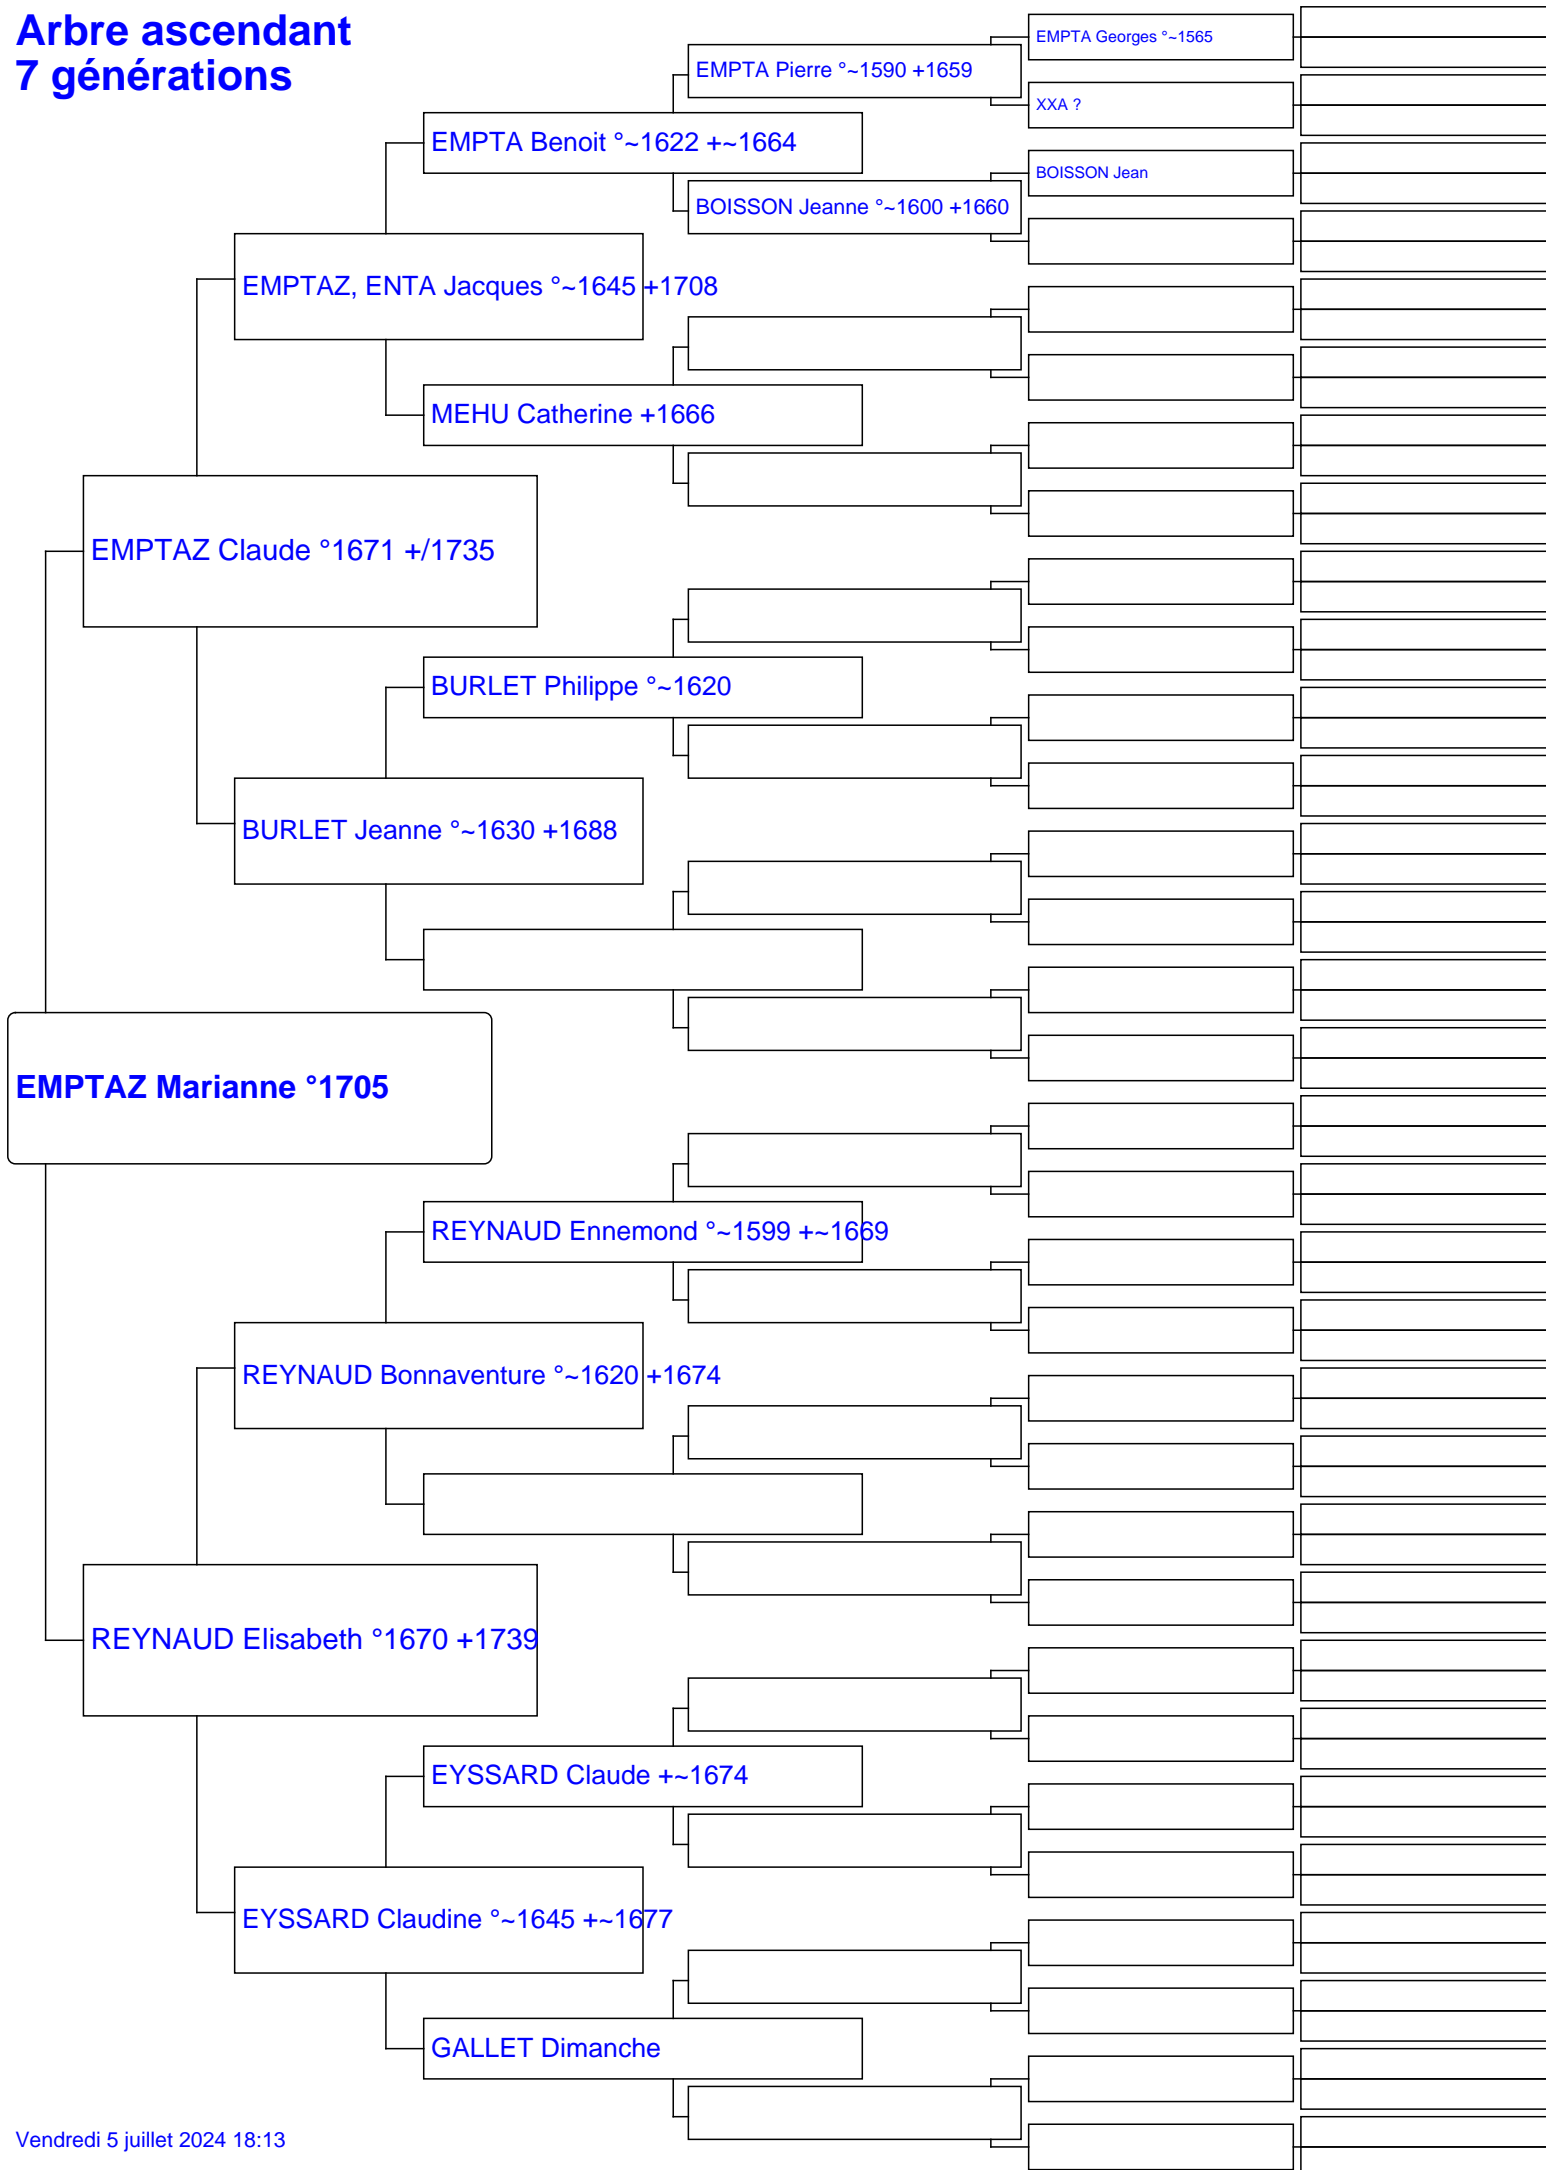 Arbre ascendant
7 générations
EMPTA Georges °~1565
EMPTA Pierre °~1590 +1659
XXA ?
EMPTA Benoit °~1622 +~1664
BOISSON Jean
BOISSON Jeanne °~1600 +1660
EMPTAZ, ENTA Jacques °~1645 +1708
MEHU Catherine +1666
EMPTAZ Claude °1671 +/1735
BURLET Philippe °~1620
BURLET Jeanne °~1630 +1688
EMPTAZ Marianne °1705
REYNAUD Ennemond °~1599 +~1669
REYNAUD Bonnaventure °~1620 +1674
REYNAUD Elisabeth °1670 +1739
EYSSARD Claude +~1674
EYSSARD Claudine °~1645 +~1677
GALLET Dimanche
Vendredi 5 juillet 2024 18:13